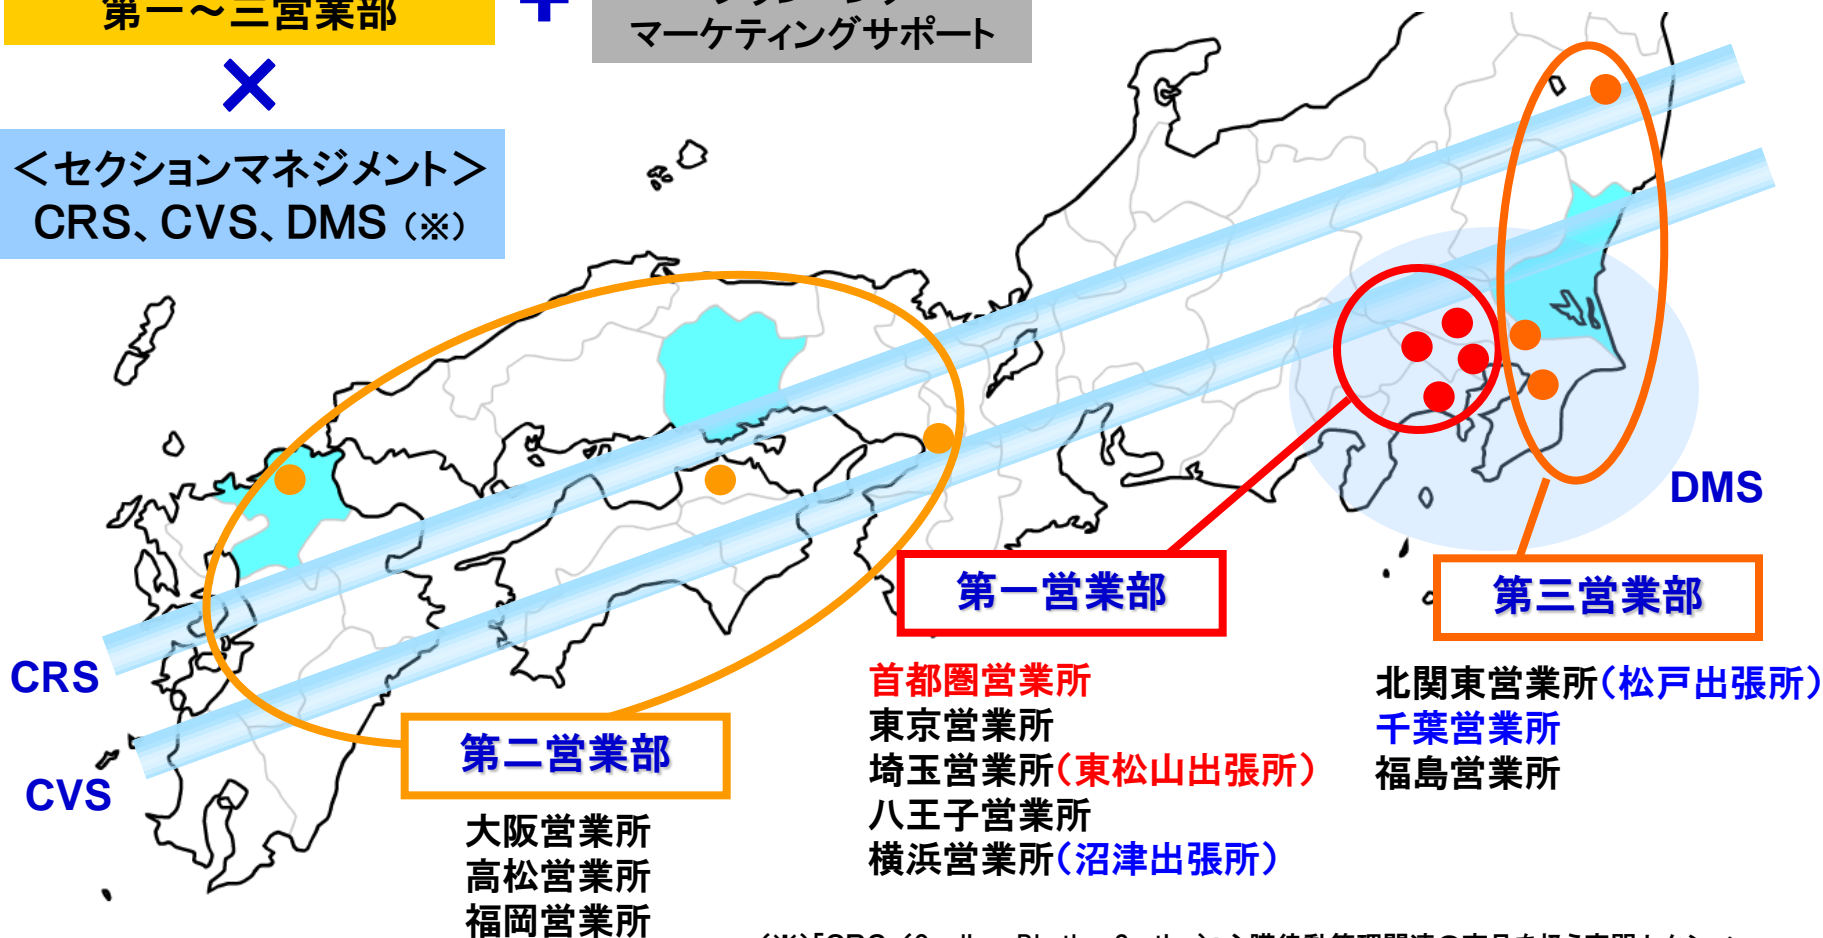 第一～三営業部
＋
マーケティングサポート
×
＜セクションマネジメント＞
CRS、CVS、DMS（※）
DMS
第一営業部
第三営業部
首都圏営業所
東京営業所
埼玉営業所（東松山出張所）
八王子営業所
横浜営業所（沼津出張所）
北関東営業所（松戸出張所）
千葉営業所
福島営業所
CRS
CVS
第二営業部
大阪営業所
高松営業所
福岡営業所